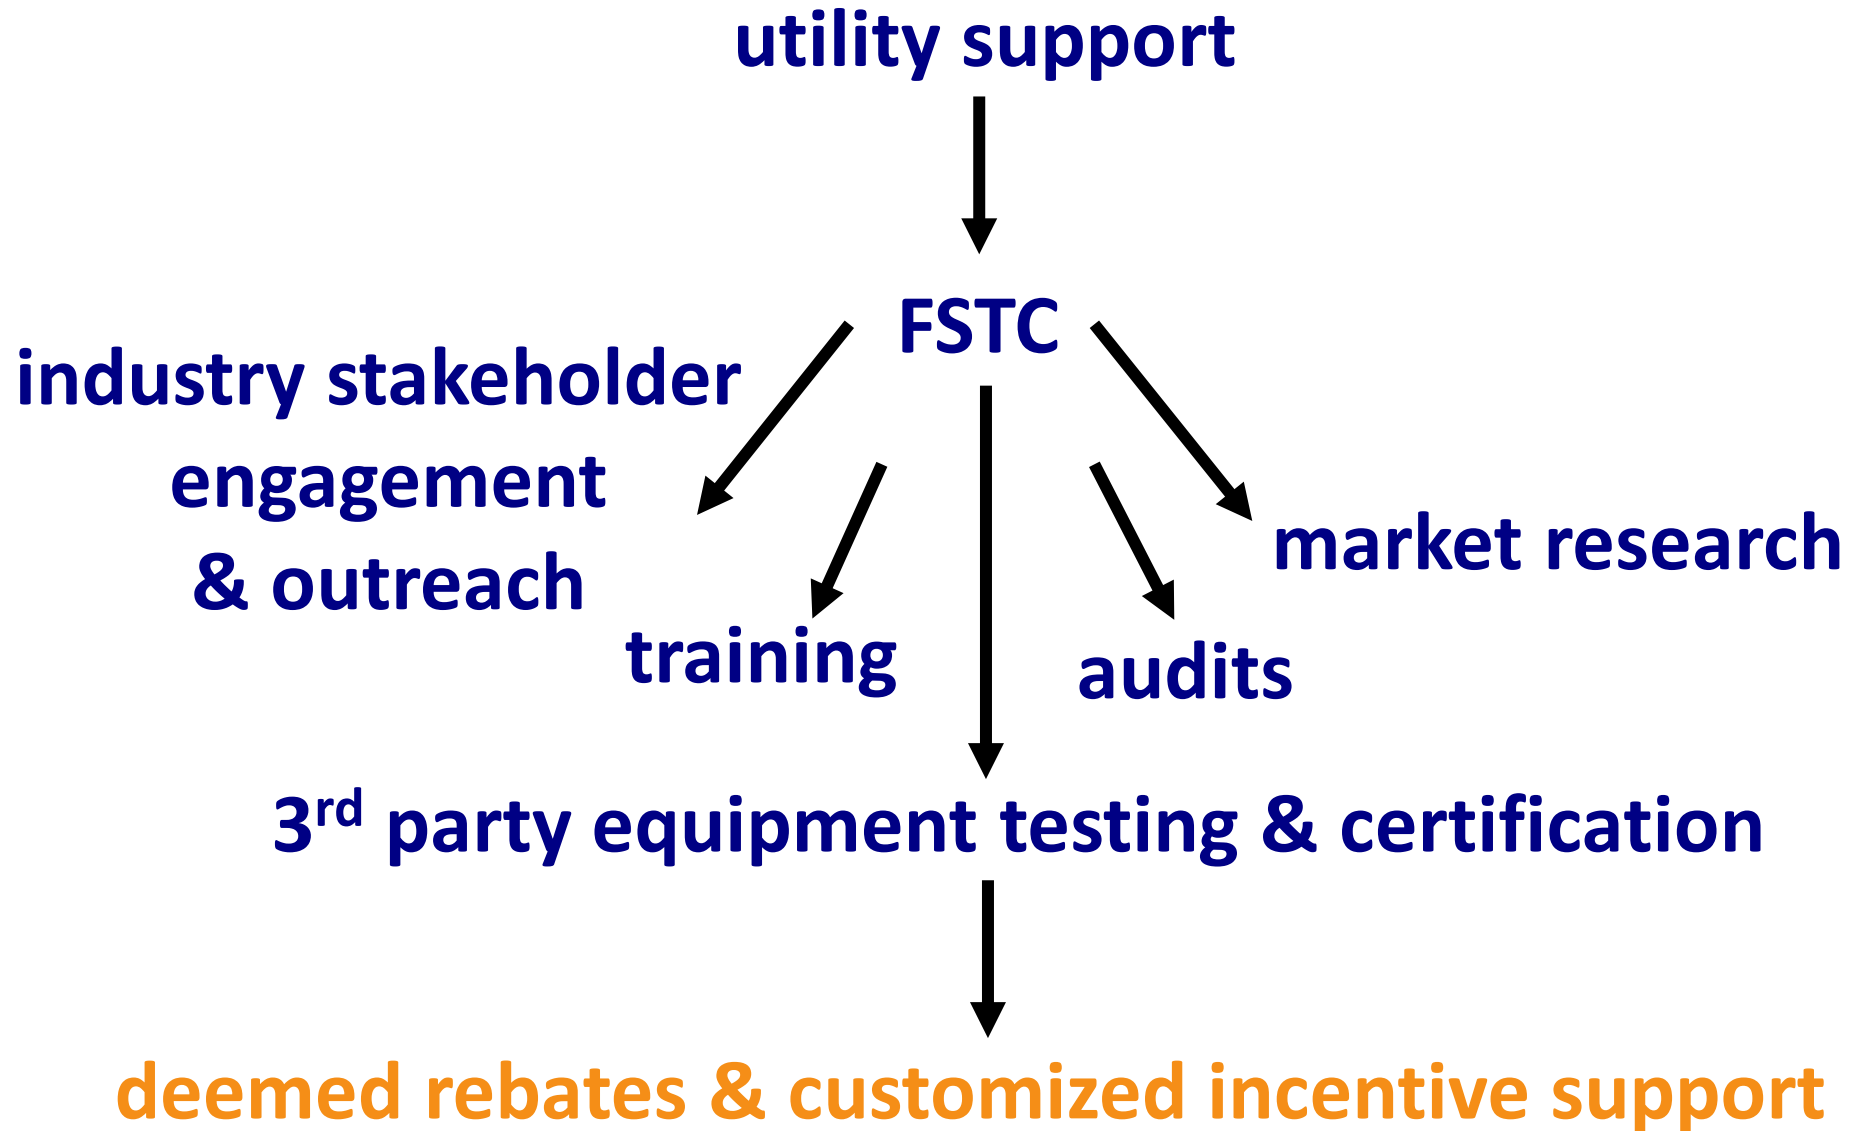 utility support
FSTC
industry stakeholder
engagement
& outreach
market research
training
audits
3rd party equipment testing & certification
deemed rebates & customized incentive support